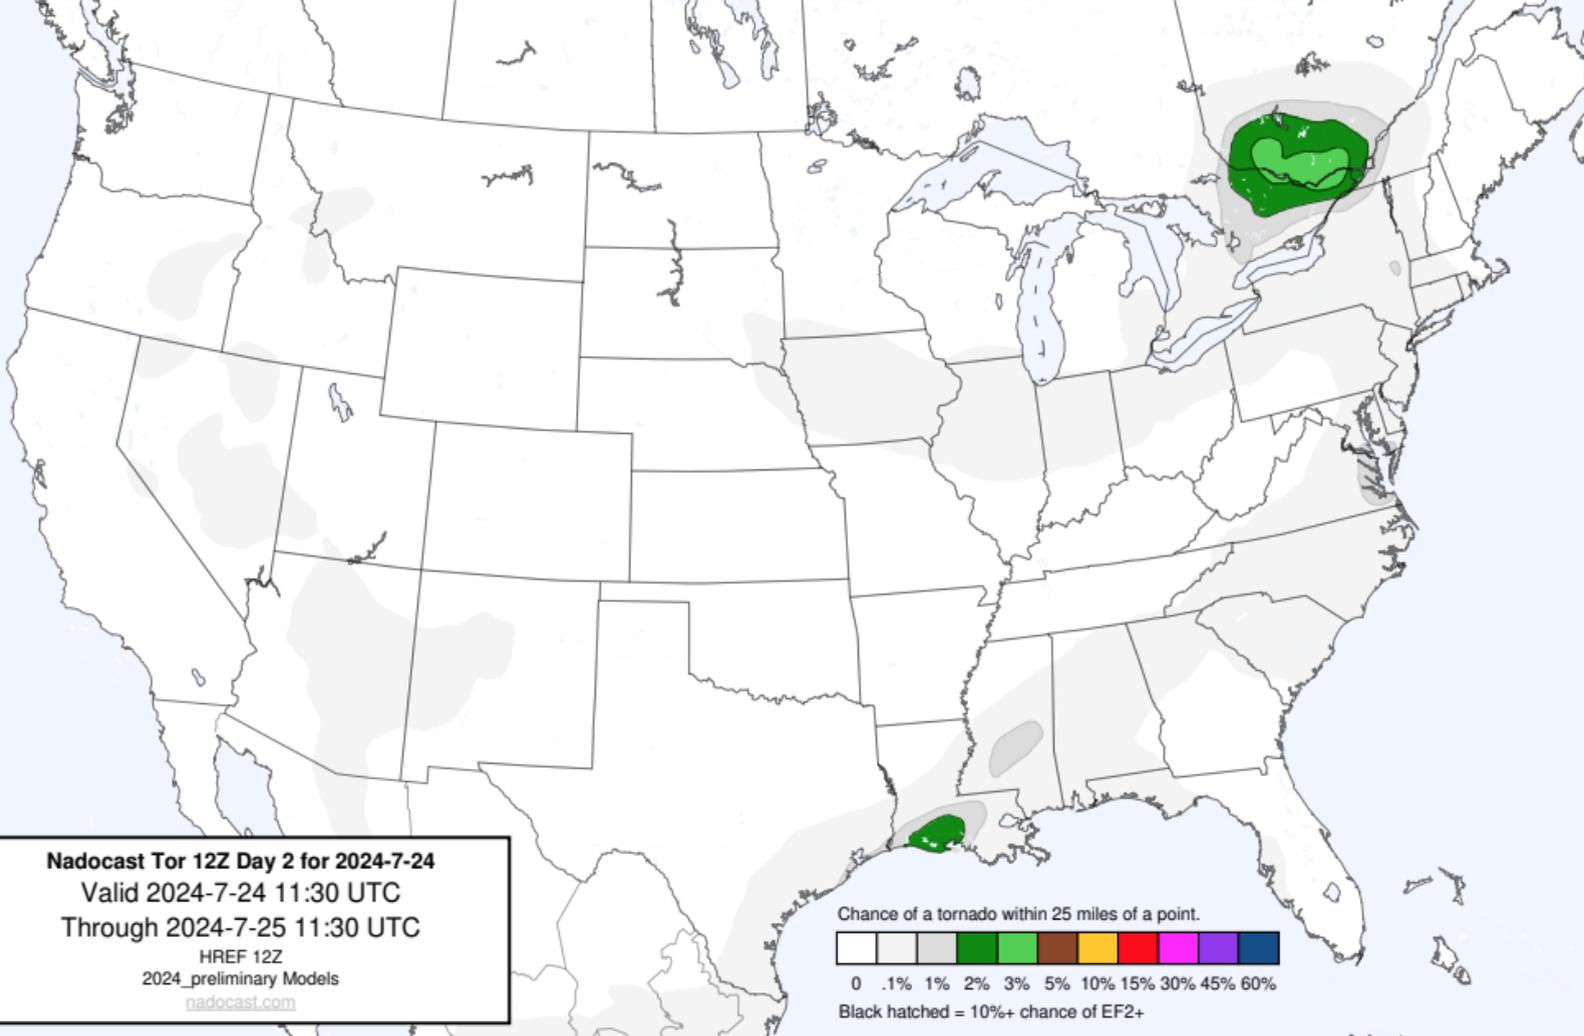 Nadocast Tor 12Z Day 2 for 2024-7-24
Valid 2024-7-24 11:30 UTC
Through 2024-7-25 11:30 UTC
HREF 12Z
2024_preliminary Models
nadocast.com
Chance of a tornado within 25 miles of a point.
0 .1% 1% 2% 3% 5% 10% 15% 30% 45% 60%
Black hatched = 10%+ chance of EF2+